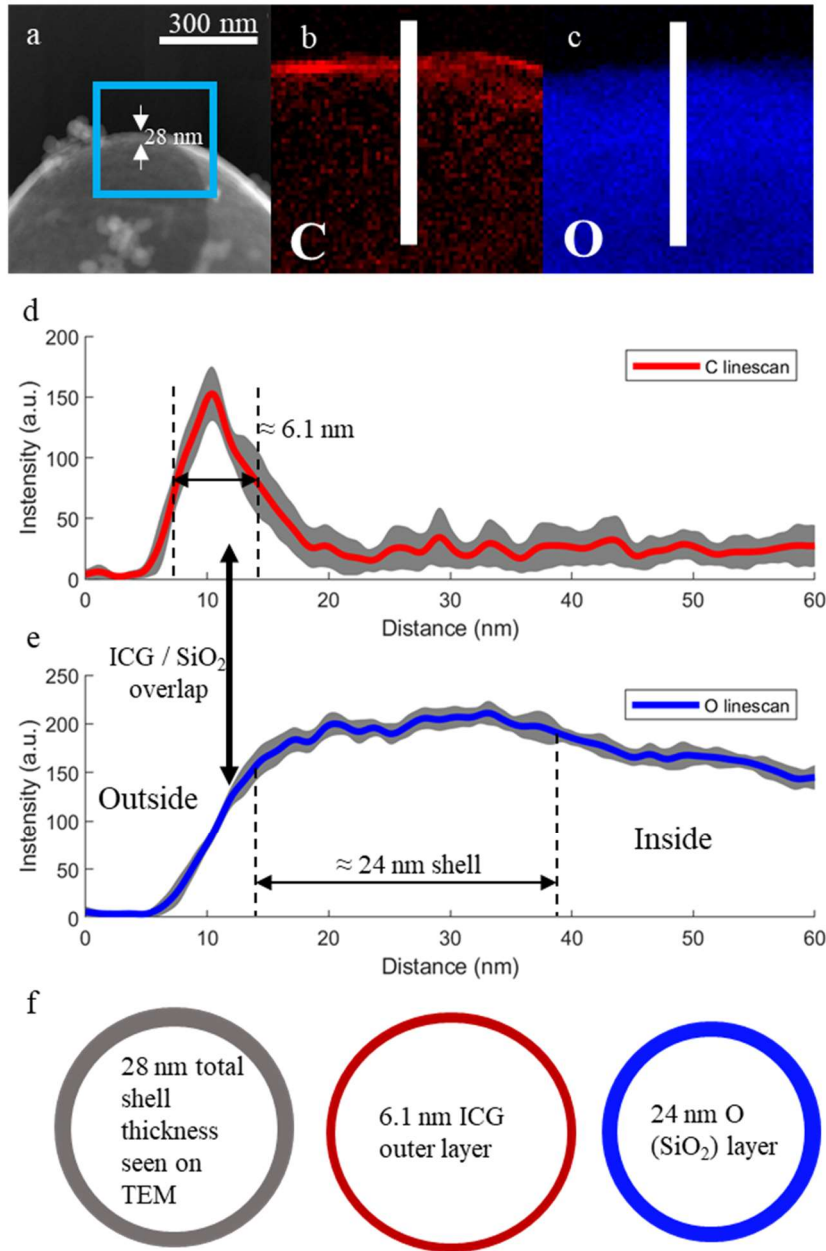 a
300 nm
28 nm
b
C
c
O
d
200
150
100
50
0
Instensity (a.u.)
C linescan
≈ 6.1 nm
0 10 20 30 40 50 60
Distance (nm)
ICG / SiO₂
overlap
e
250
200
150
100
50
0
Instensity (a.u.)
O linescan
Outside
Inside
≈ 24 nm shell
0 10 20 30 40 50 60
Distance (nm)
f
28 nm total
shell
thickness
seen on
TEM
6.1 nm ICG
outer layer
24 nm O
(SiO₂) layer